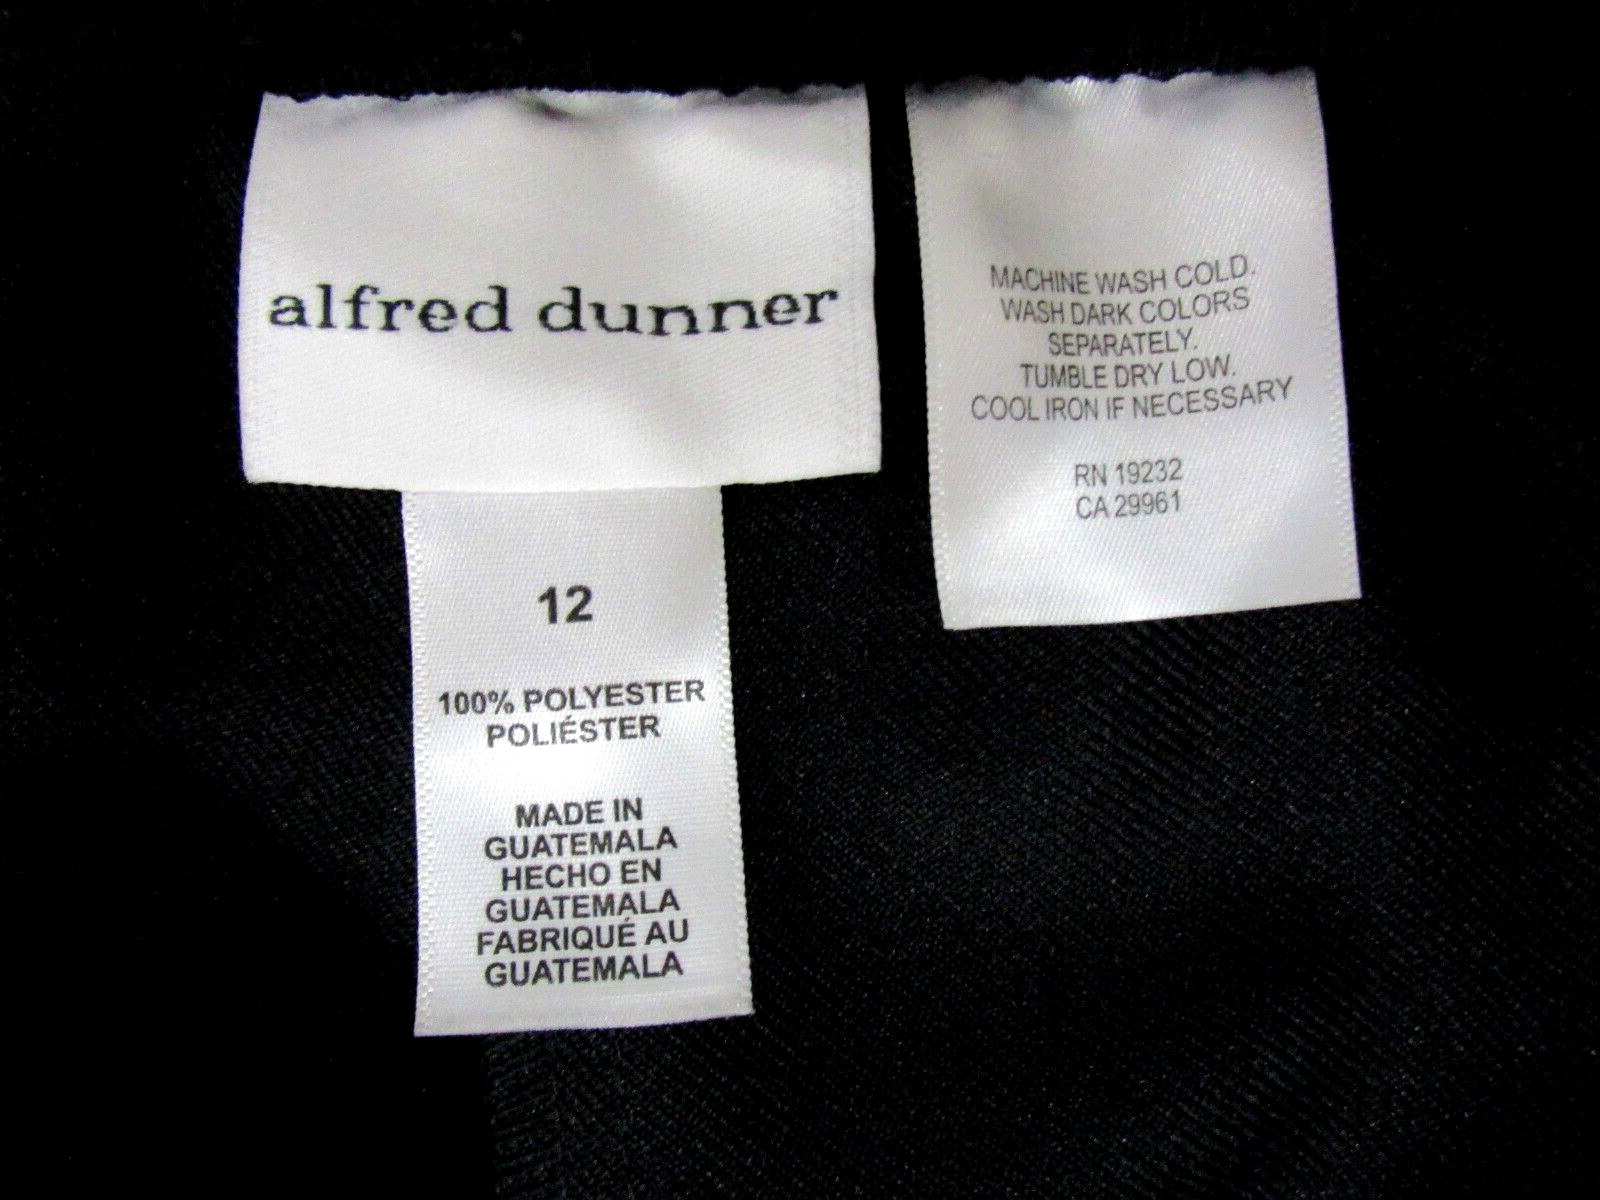 alfred dunner
12
100% POLYESTER
POLIÉSTER
MADE IN
GUATEMALA
HECHO EN
GUATEMALA
FABRIQUÉ AU
GUATEMALA
MACHINE WASH COLD.
WASH DARK COLORS
SEPARATELY.
TUMBLE DRY LOW.
COOL IRON IF NECESSARY
RN 19232
CA 29961